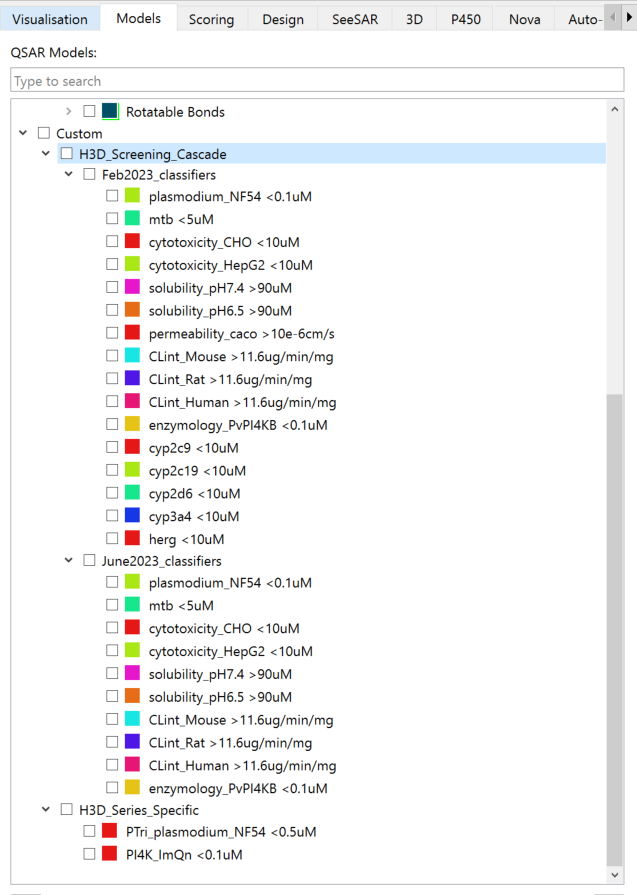 Visualisation Models Scoring Design SeeSAR 3D P450 Nova Auto-
QSAR Models:
Type to search
Rotatable Bonds
Custom
H3D_Screening_Cascade
Feb2023_classifiers
plasmodium_NF54 <0.1uM
mtb <5uM
cytotoxicity_CHO <10uM
cytotoxicity_HepG2 <10uM
solubility_pH7.4 >90uM
solubility_pH6.5 >90uM
permeability_caco >10e-6cm/s
CLint_Mouse >11.6ug/min/mg
CLint_Rat >11.6ug/min/mg
CLint_Human >11.6ug/min/mg
enzymology_PvPI4KB <0.1uM
cyp2c9 <10uM
cyp2c19 <10uM
cyp2d6 <10uM
cyp3a4 <10uM
herg <10uM
June2023_classifiers
plasmodium_NF54 <0.1uM
mtb <5uM
cytotoxicity_CHO <10uM
cytotoxicity_HepG2 <10uM
solubility_pH7.4 >90uM
solubility_pH6.5 >90uM
CLint_Mouse >11.6ug/min/mg
CLint_Rat >11.6ug/min/mg
CLint_Human >11.6ug/min/mg
enzymology_PvPI4KB <0.1uM
H3D_Series_Specific
PTri_plasmodium_NF54 <0.5uM
PI4K_ImQn <0.1uM